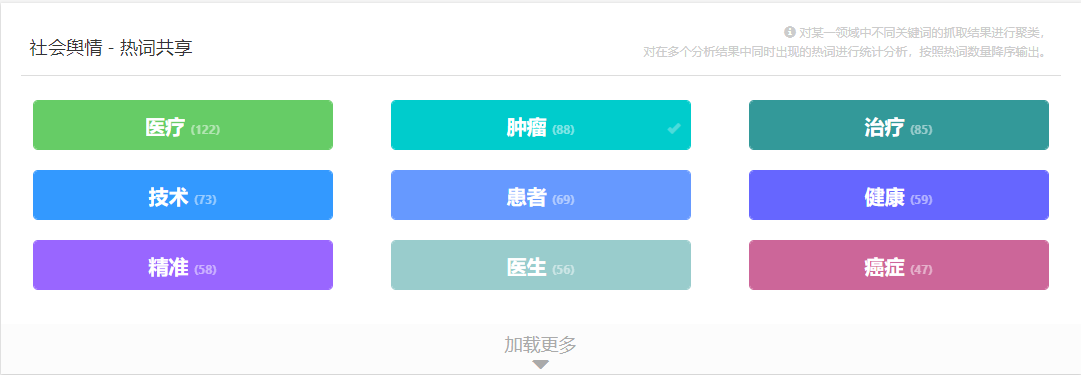 社会舆情 - 热词共享
对某一领域中不同关键词的抓取结果进行聚类，
对在多个分析结果中同时出现的热词进行统计分析，按照热词数量降序输出。
医疗 (122)
肿瘤 (88)
治疗 (85)
技术 (73)
患者 (69)
健康 (59)
精准 (58)
医生 (56)
癌症 (47)
加载更多